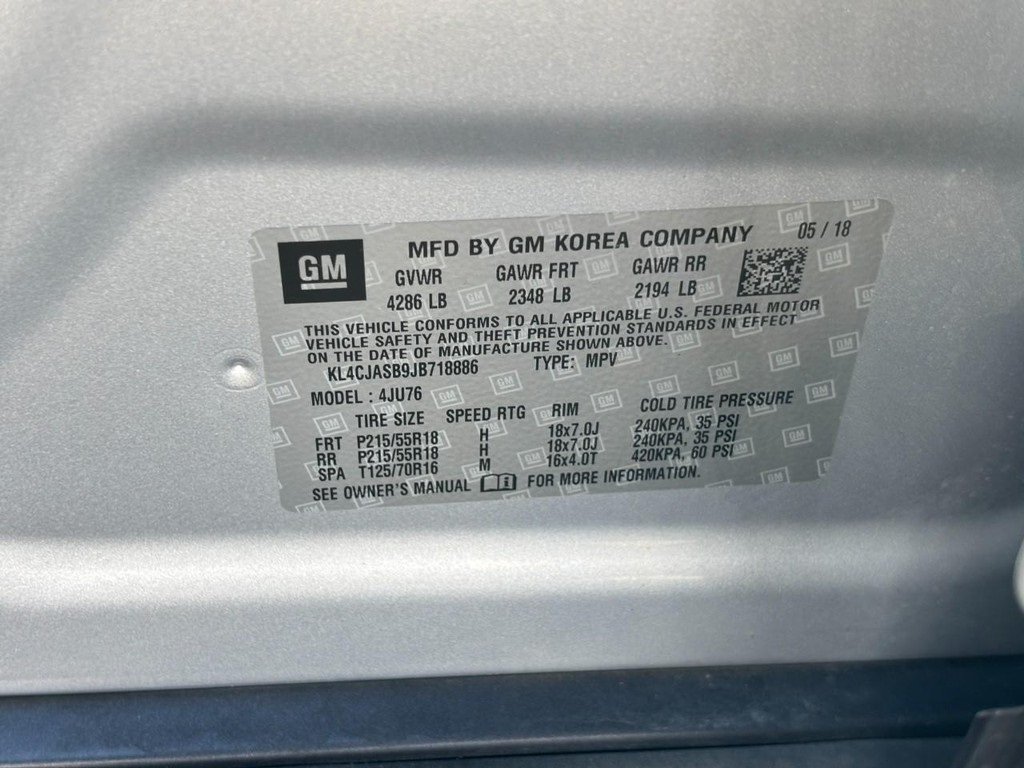 GM
MFD BY GM KOREA COMPANY 05 / 18
GVWR GAWR FRT GAWR RR
4286 LB 2348 LB 2194 LB
THIS VEHICLE CONFORMS TO ALL APPLICABLE U.S. FEDERAL MOTOR
VEHICLE SAFETY AND THEFT PREVENTION STANDARDS IN EFFECT
ON THE DATE OF MANUFACTURE SHOWN ABOVE.
KL4CJASB9JB718886 TYPE: MPV
MODEL : 4JU76
TIRE SIZE SPEED RTG RIM COLD TIRE PRESSURE
FRT P215/55R18 H 18x7.0J 240KPA, 35 PSI
RR P215/55R18 H 18x7.0J 240KPA, 35 PSI
SPA T125/70R16 M 16x4.0T 420KPA, 60 PSI
SEE OWNER'S MANUAL FOR MORE INFORMATION.